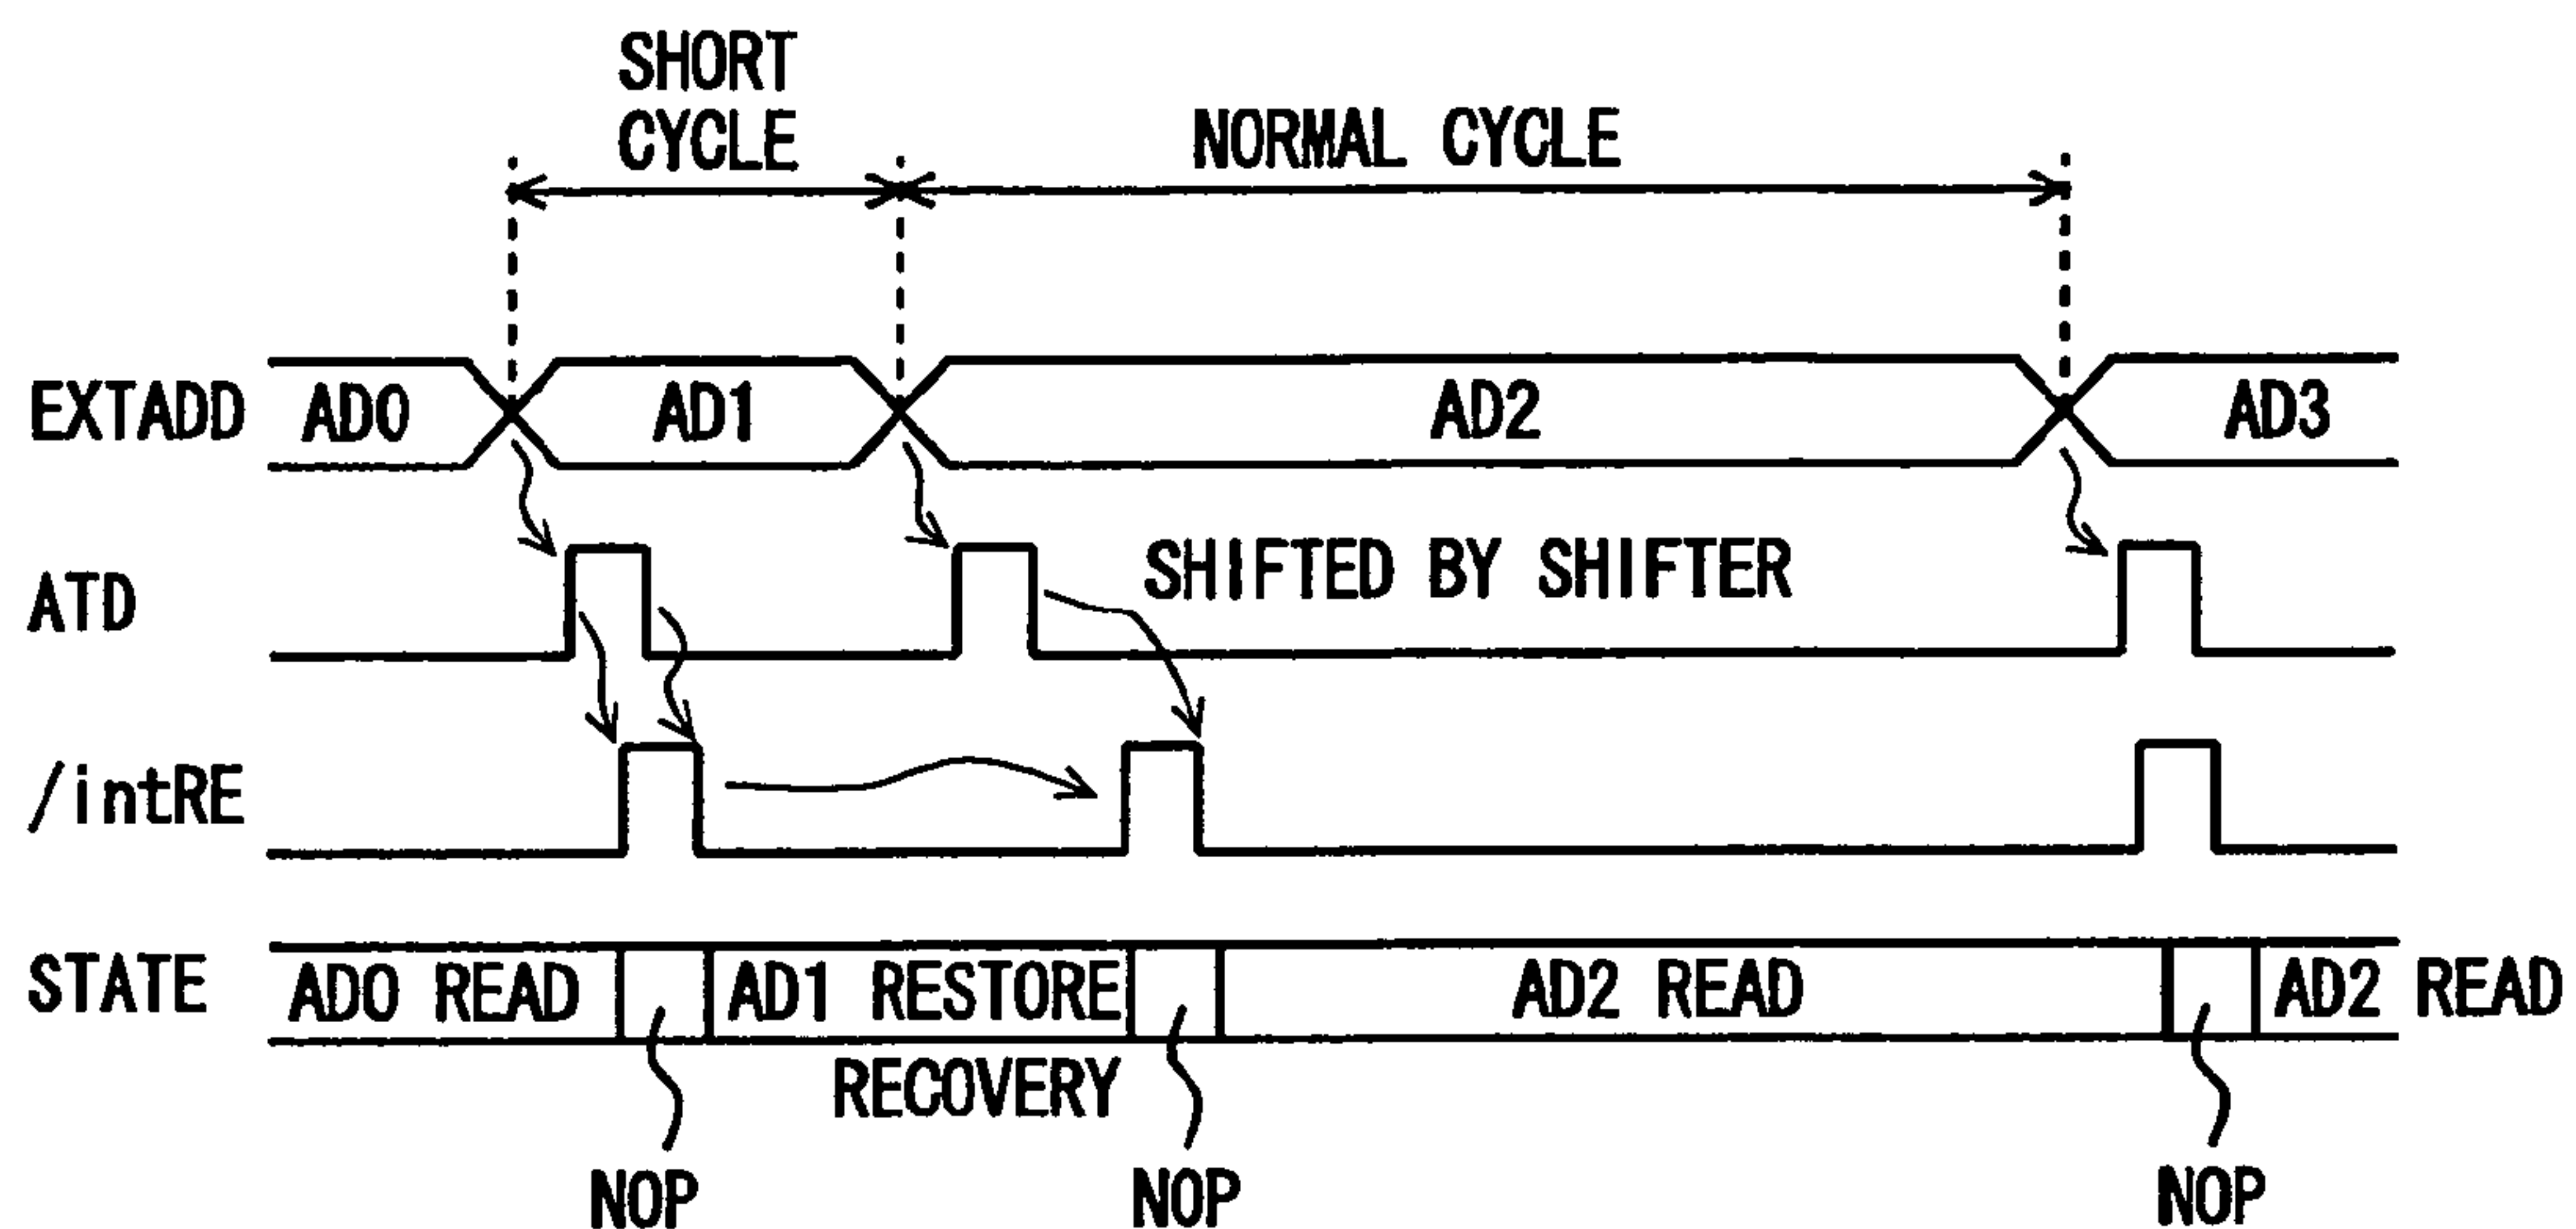 SHORT
CYCLE
NORMAL CYCLE
EXTADD AD0 AD1 AD2 AD3
ATD SHIFTED BY SHIFTER
/intRE
STATE AD0 READ AD1 RESTORE AD2 READ AD2 READ
RECOVERY
NOP NOP NOP